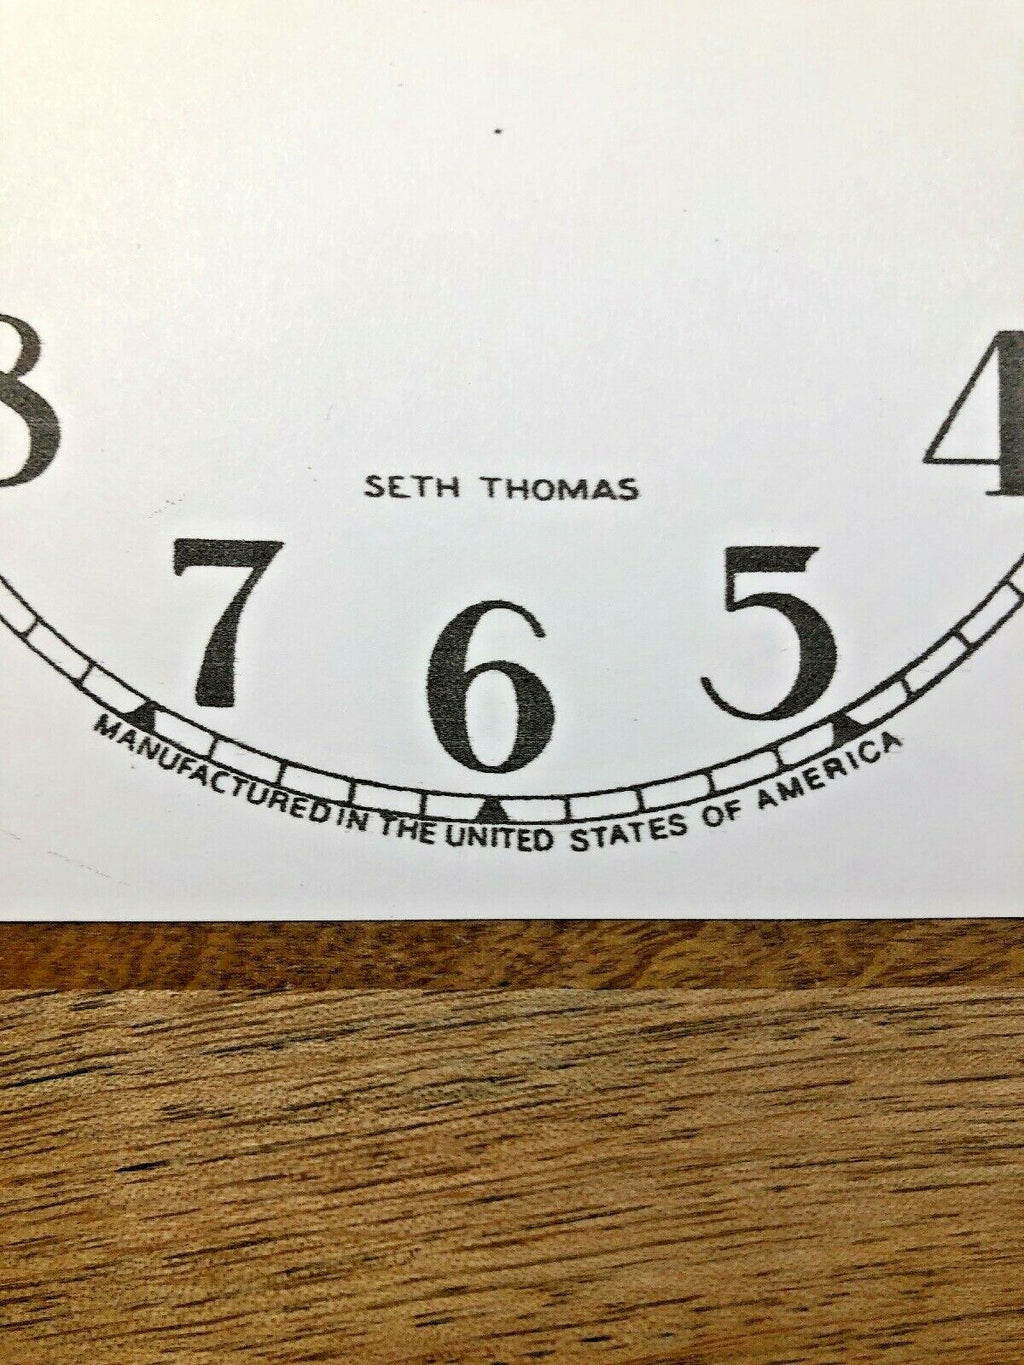 8
4
SETH THOMAS
7 6 5
MANUFACTURED IN THE UNITED STATES OF AMERICA